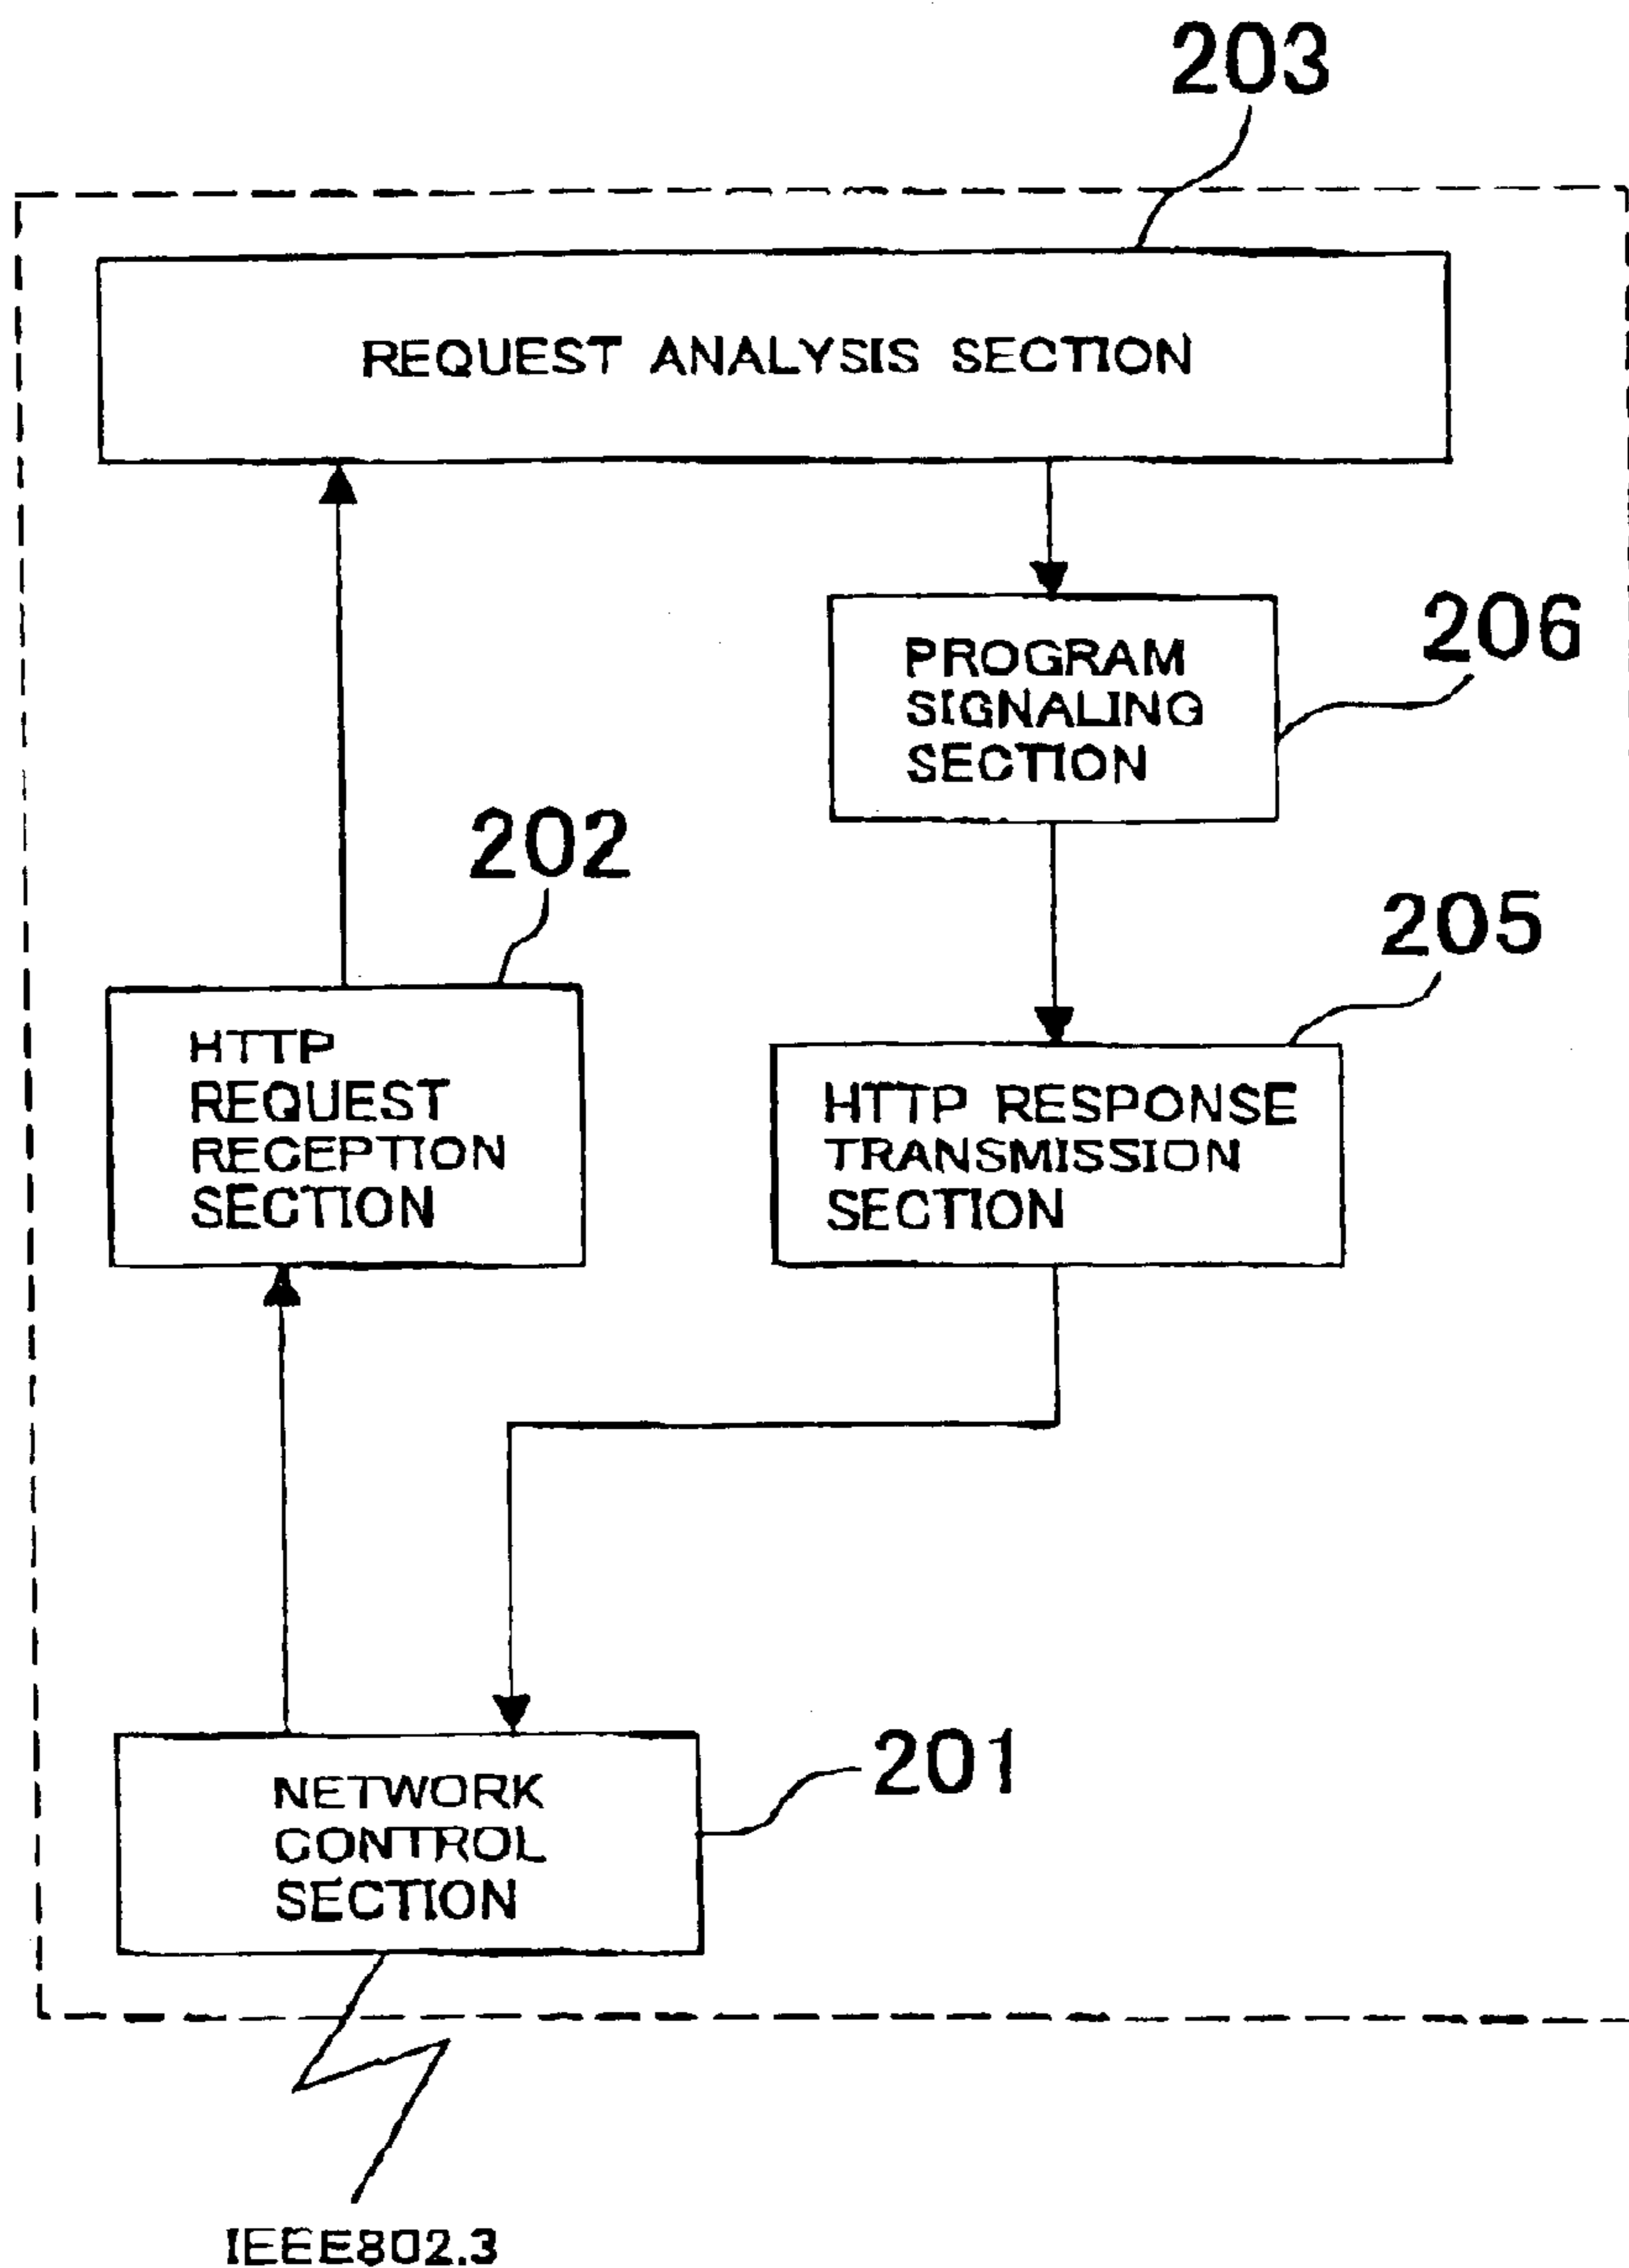 203
REQUEST ANALYSIS SECTION
206
PROGRAM
SIGNALING
SECTION
202
205
HTTP
REQUEST
RECEPTION
SECTION
HTTP RESPONSE
TRANSMISSION
SECTION
201
NETWORK
CONTROL
SECTION
IEEE802.3